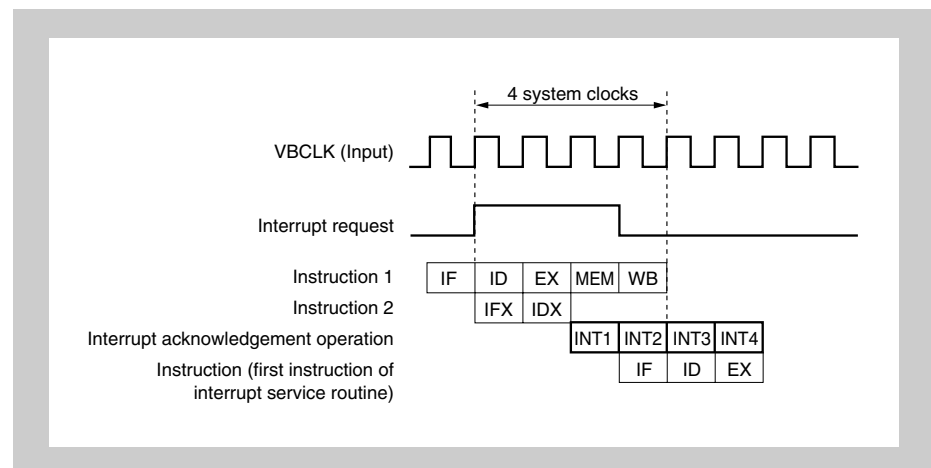 4 system clocks
VBCLK (Input)
Interrupt request
Instruction 1 IF ID EX MEM WB
Instruction 2 IFX IDX
Interrupt acknowledgement operation INT1 INT2 INT3 INT4
Instruction (first instruction of IF ID EX
interrupt service routine)